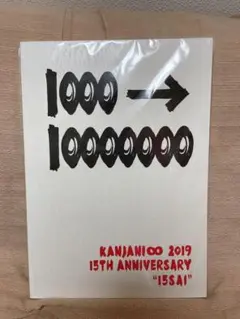 1000 →
10000000
KANJANI∞ 2019
15TH ANNIVERSARY
"15SAI"